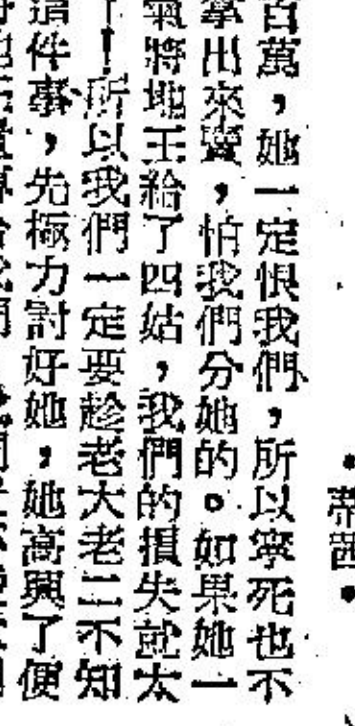 •蒂茜•
百萬，她一定恨我們，所以寧死也不
拿出來賣，怕我們分她的。如果她一
氣將地王給了四姑，我們的損失就太
了！所以我們一定要趁老大老二不知
這件事，先極力討好她，她高興了便